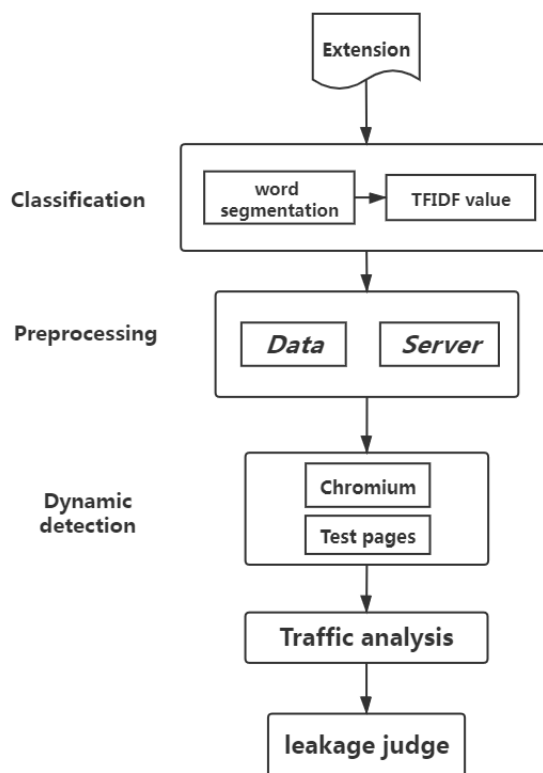 Extension
Classification
word
segmentation
TFIDF value
Preprocessing
Data
Server
Dynamic
detection
Chromium
Test pages
Traffic analysis
leakage judge